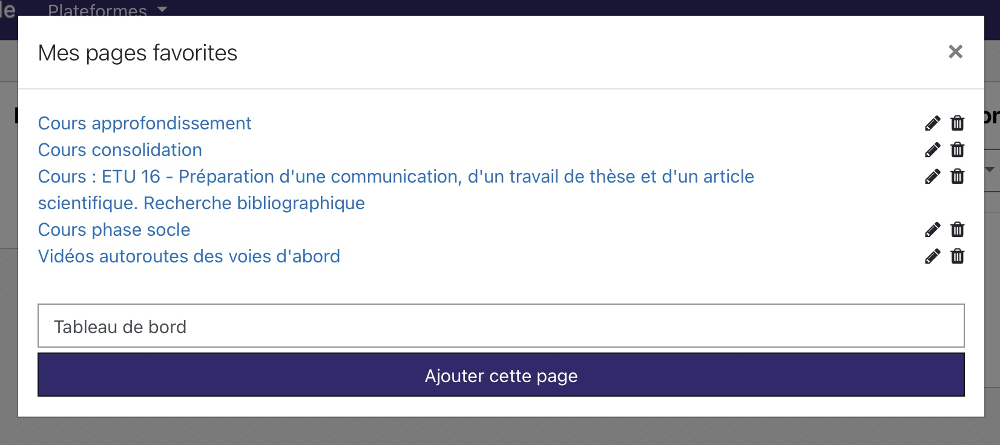 Plateformes
Mes pages favorites
Cours approfondissement
Cours consolidation
Cours : ETU 16 - Préparation d'une communication, d'un travail de thèse et d'un article
scientifique. Recherche bibliographique
Cours phase socle
Vidéos autoroutes des voies d'abord
Tableau de bord
Ajouter cette page